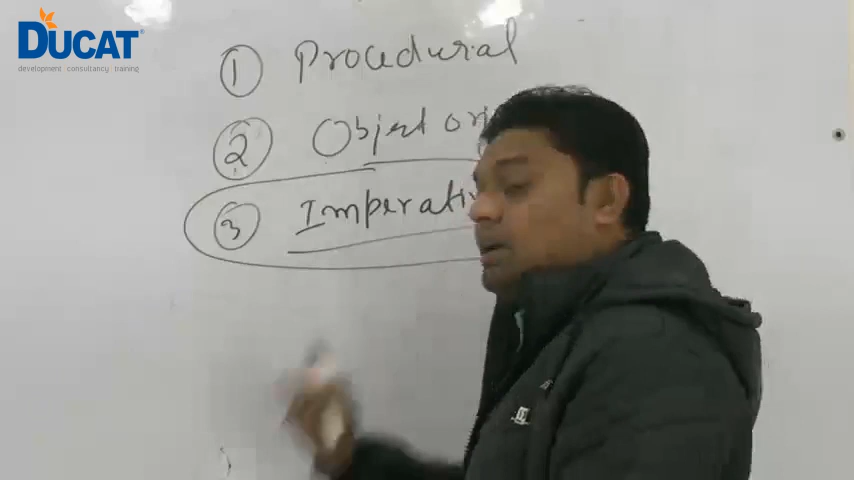 DUCAT
development consultancy training
1 Procedural
2 Object ori
3 Imperati